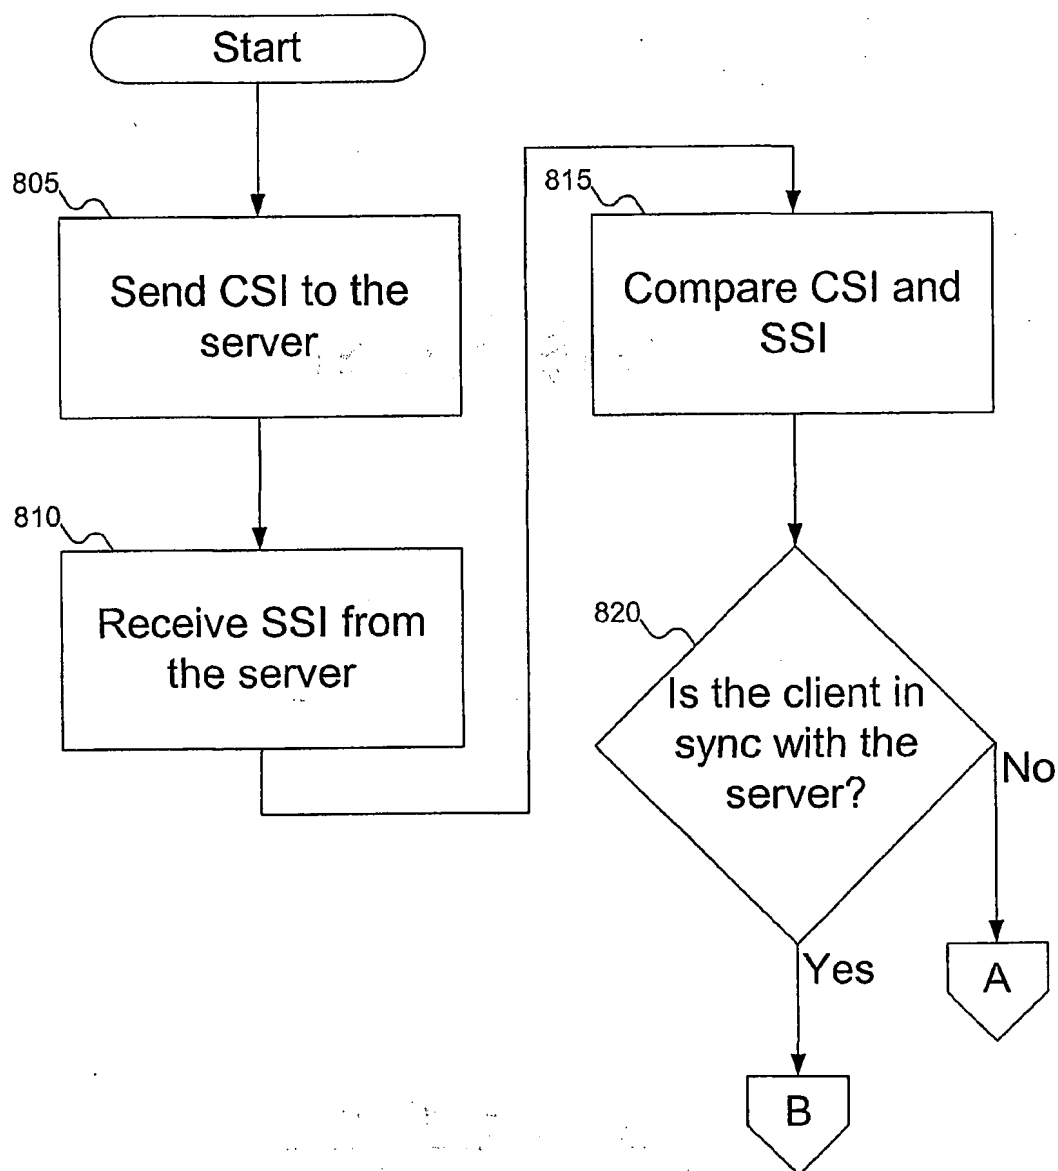 Start
805
Send CSI to the
server
810
Receive SSI from
the server
815
Compare CSI and
SSI
820
Is the client in
sync with the
server?
No
Yes
A
B